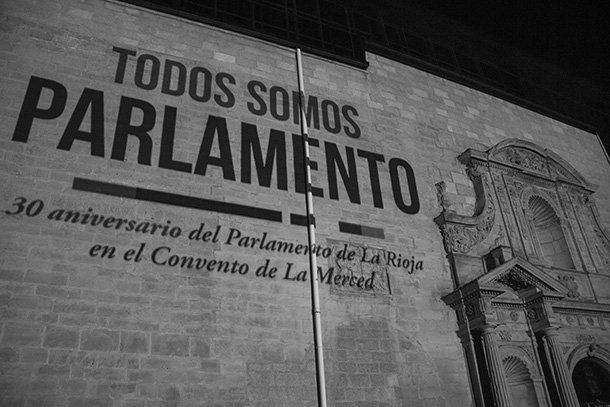 TODOS SOMOS
PARLAMENTO
30 aniversario del Parlamento de La Rioja
en el Convento de La Merced